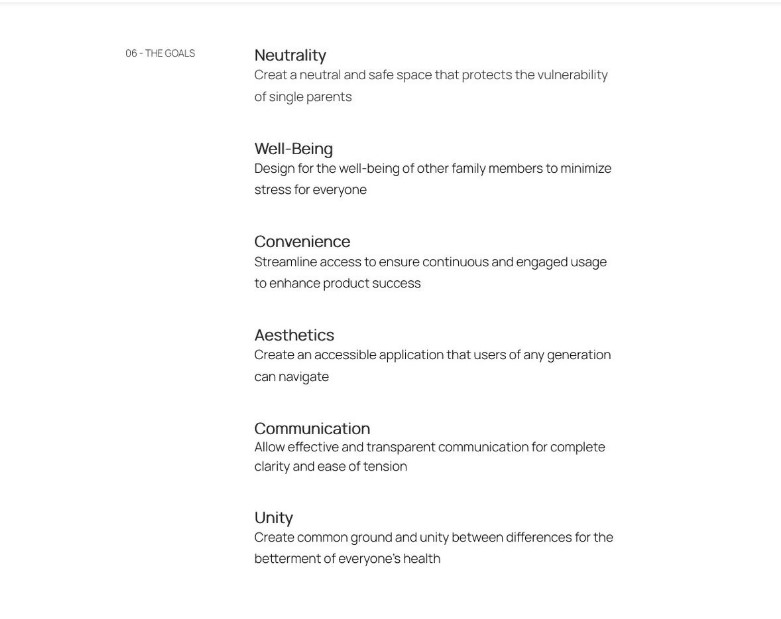 06 - THE GOALS
Neutrality
Creat a neutral and safe space that protects the vulnerability
of single parents
Well-Being
Design for the well-being of other family members to minimize
stress for everyone
Convenience
Streamline access to ensure continuous and engaged usage
to enhance product success
Aesthetics
Create an accessible application that users of any generation
can navigate
Communication
Allow effective and transparent communication for complete
clarity and ease of tension
Unity
Create common ground and unity between differences for the
betterment of everyone's health